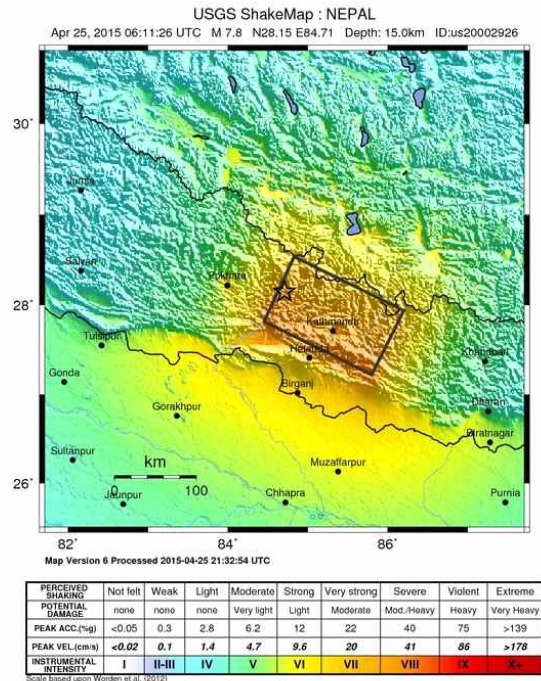 USGS ShakeMap : NEPAL
Apr 25, 2015 06:11:26 UTC M 7.8 N28.15 E84.71 Depth: 15.0km ID:us20002926
30°
Jumla
Salyan
Pokhara
28°
Kathmandu
Tulsipur
Hetauda
Khandbari
Gonda
Birganj
Dharan
Gorakhpur
Biratnagar
Sultanpur
km
Muzaffarpur
26°
0 100
Jaunpur
Chhapra
Purnia
82° 84° 86°
Map Version 6 Processed 2015-04-25 21:32:54 UTC
PERCEIVED SHAKING Not felt Weak Light Moderate Strong Very strong Severe Violent Extreme
POTENTIAL DAMAGE none none none Very light Light Moderate Mod./Heavy Heavy Very Heavy
PEAK ACC.(%g) <0.05 0.3 2.8 6.2 12 22 40 75 >139
PEAK VEL.(cm/s) <0.02 0.1 1.4 4.7 9.6 20 41 86 >178
INSTRUMENTAL INTENSITY I II-III IV V VI VII VIII IX X+
Scale based upon Worden et al. (2012)